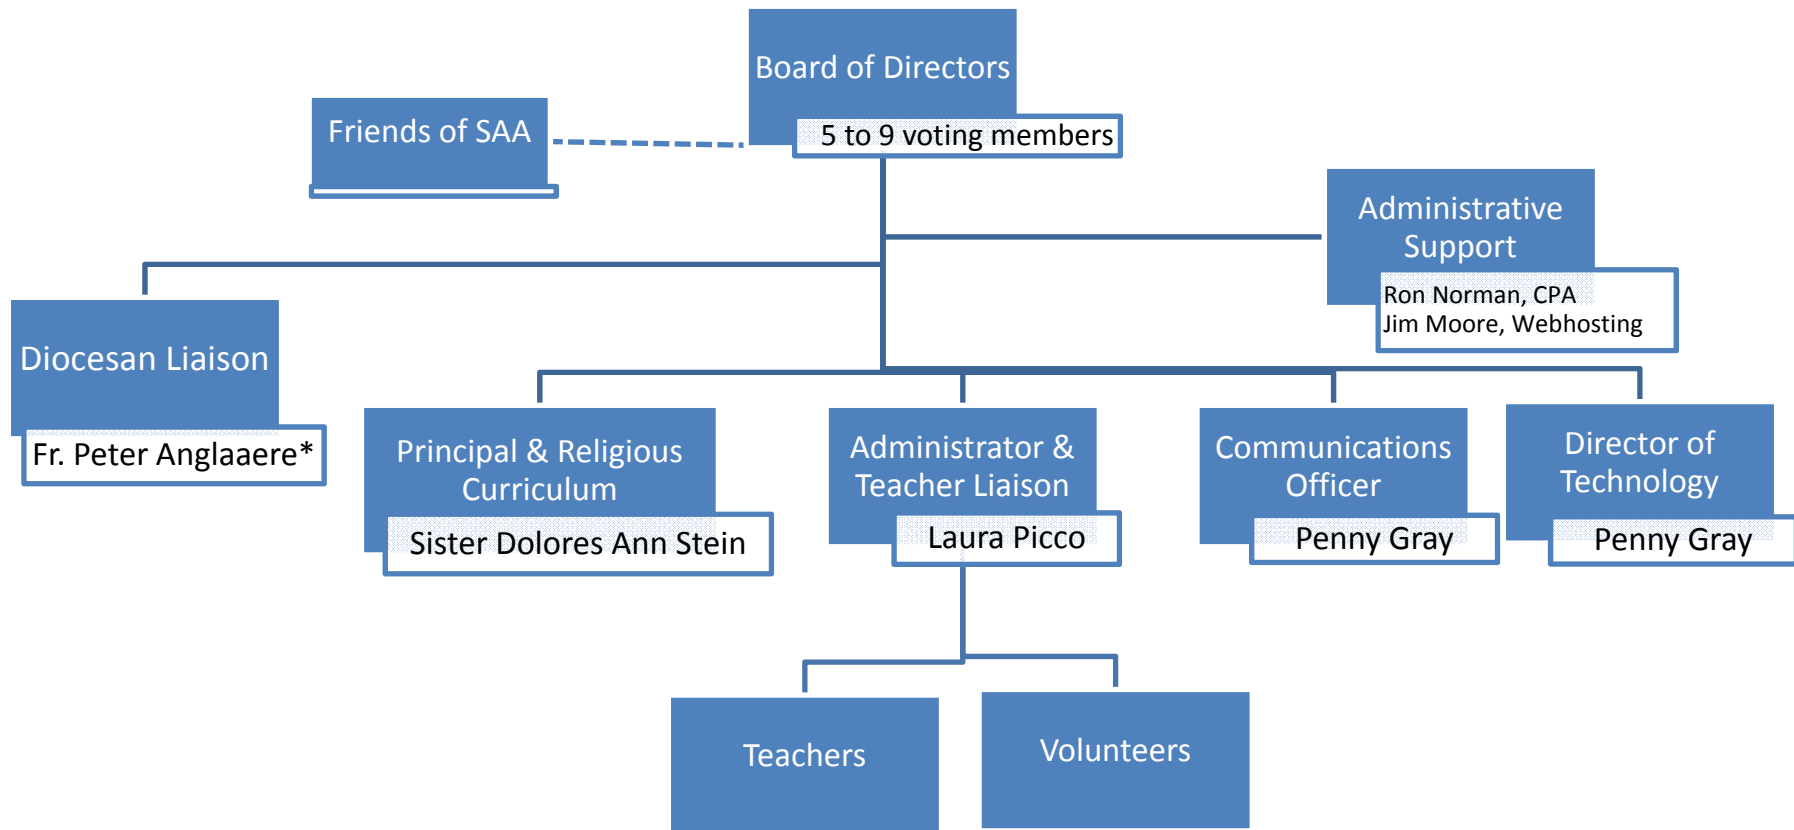 Board of Directors
5 to 9 voting members
Friends of SAA
Administrative
Support
Ron Norman, CPA
Jim Moore, Webhosting
Diocesan Liaison
Fr. Peter Anglaaere*
Principal & Religious
Curriculum
Sister Dolores Ann Stein
Administrator &
Teacher Liaison
Laura Picco
Communications
Officer
Penny Gray
Director of
Technology
Penny Gray
Teachers
Volunteers